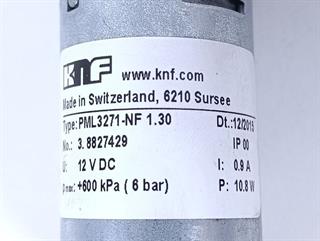 KNF www.knf.com
Made in Switzerland, 6210 Sursee
Type: PML3271-NF 1.30 Dt.: 12/2015
No.: 3.8827429 IP 00
U: 12 V DC I: 0.9 A
p max: +600 kPa ( 6 bar) P: 10.8 W